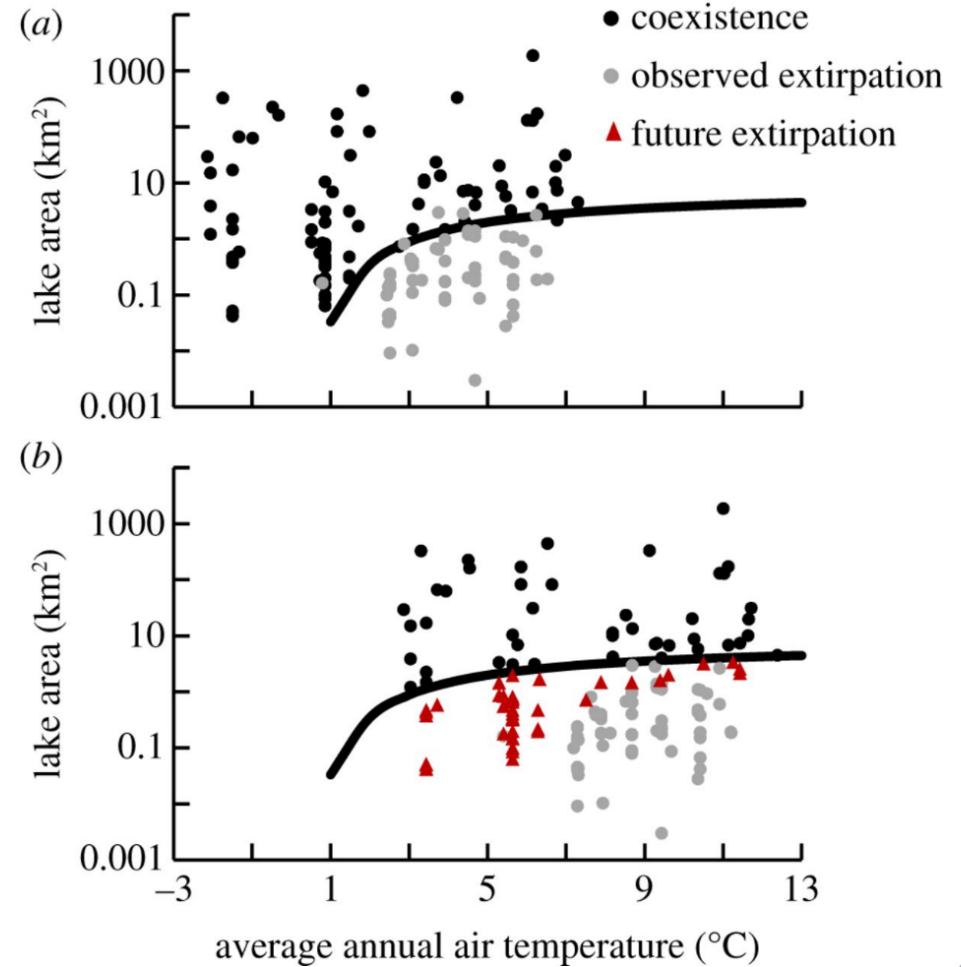 (a)
coexistence
observed extirpation
future extirpation
1000
10
0.1
0.001
lake area (km²)
(b)
1000
10
0.1
0.001
lake area (km²)
–3 1 5 9 13
average annual air temperature (°C)